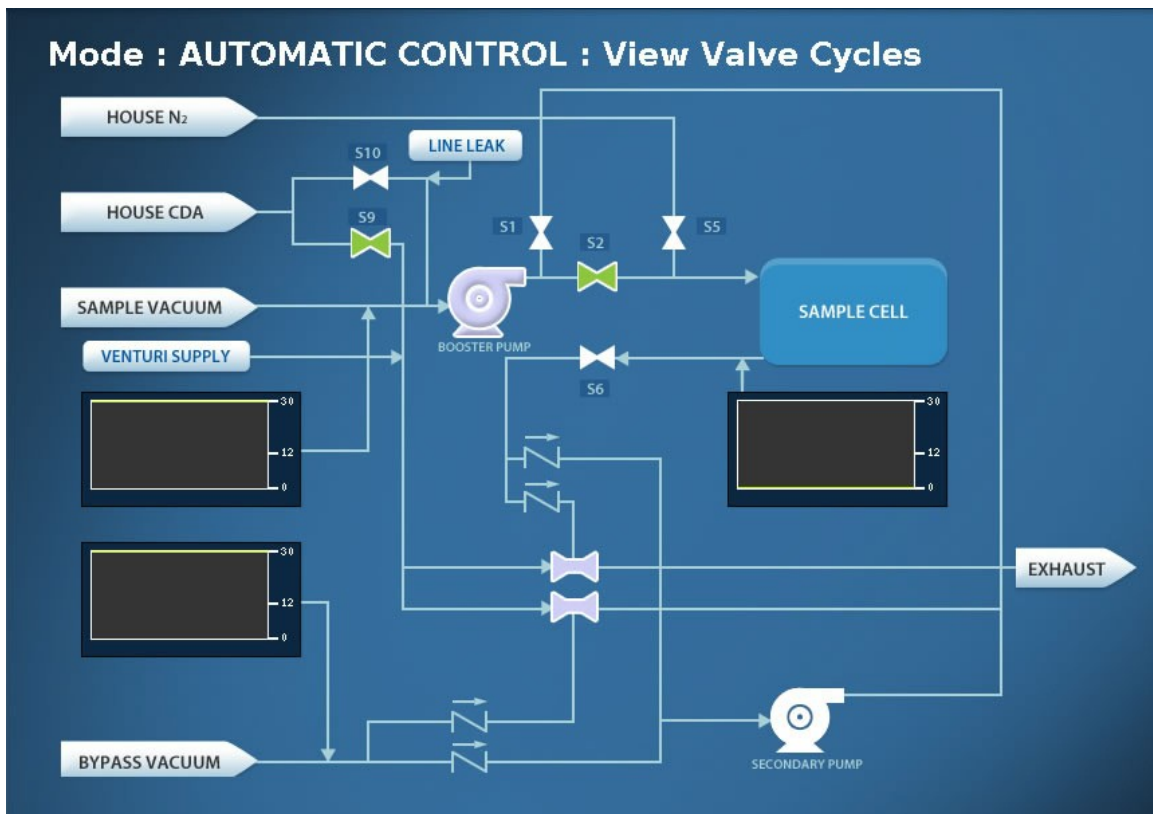 Mode : AUTOMATIC CONTROL : View Valve Cycles
HOUSE N₂
S10
LINE LEAK
HOUSE CDA
S9
S1
S2
S5
SAMPLE VACUUM
SAMPLE CELL
BOOSTER PUMP
VENTURI SUPPLY
S6
30
12
0
30
12
0
30
12
0
EXHAUST
BYPASS VACUUM
SECONDARY PUMP